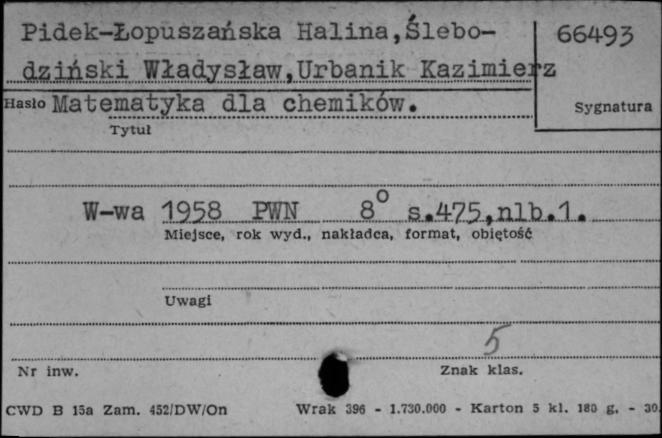 Pidek-Łopuszańska Halina,Ślebo-
66493
dziński Władysław,Urbanik Kazimierz
Hasło Matematyka dla chemików.
Sygnatura
Tytuł
W-wa 1958 PWN 8° s.475,nlb.1.
Miejsce, rok wyd., nakładca, format, objętość
Uwagi
5
Nr inw.
Znak klas.
CWD B 15a Zam. 452/DW/On Wrak 396 - 1.730.000 - Karton 5 kl. 180 g. - 30.